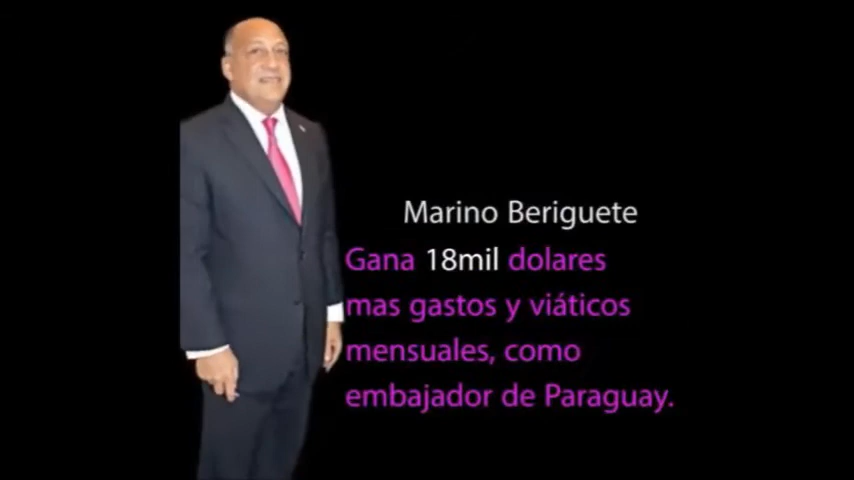 Marino Beriguete
Gana 18mil dolares
mas gastos y viáticos
mensuales, como
embajador de Paraguay.